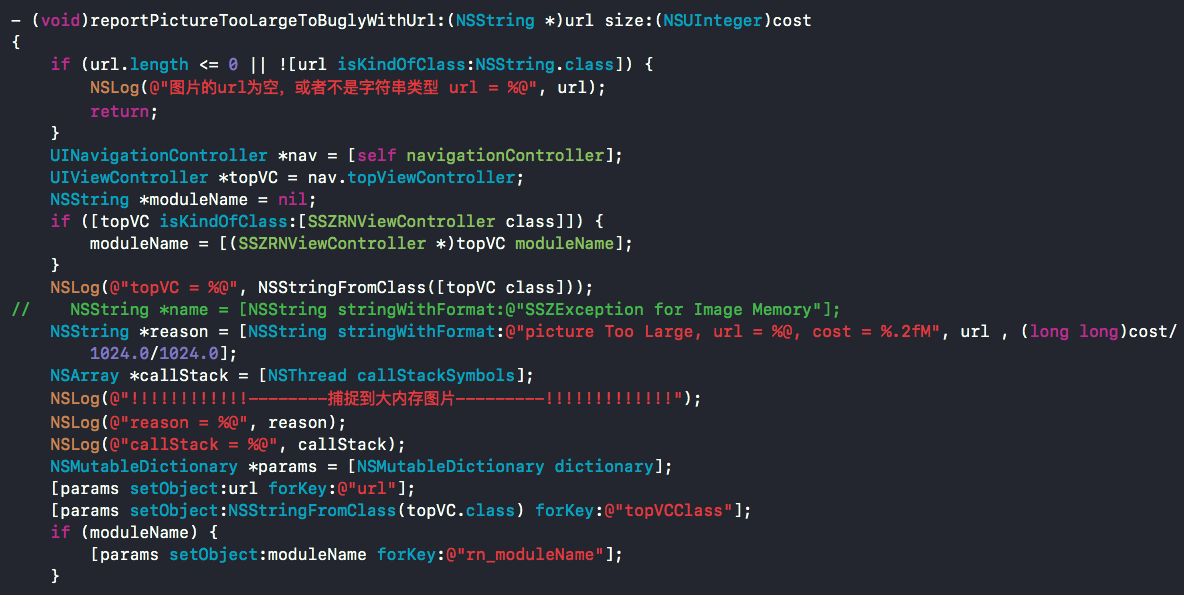 - (void)reportPictureTooLargeToBuglyWithUrl:(NSString *)url size:(NSUInteger)cost
{
    if (url.length <= 0 || ![url isKindOfClass:NSString.class]) {
        NSLog(@"图片的url为空，或者不是字符串类型 url = %@", url);
        return;
    }
    UINavigationController *nav = [self navigationController];
    UIViewController *topVC = nav.topViewController;
    NSString *moduleName = nil;
    if ([topVC isKindOfClass:[SSZRNViewController class]]) {
        moduleName = [(SSZRNViewController *)topVC moduleName];
    }
    NSLog(@"topVC = %@", NSStringFromClass([topVC class]));
//    NSString *name = [NSString stringWithFormat:@"SSZException for Image Memory"];
    NSString *reason = [NSString stringWithFormat:@"picture Too Large, url = %@, cost = %.2fM", url , (long long)cost/
        1024.0/1024.0];
    NSArray *callStack = [NSThread callStackSymbols];
    NSLog(@"!!!!!!!!!!!!--------捕捉到大内存图片---------!!!!!!!!!!!!!");
    NSLog(@"reason = %@", reason);
    NSLog(@"callStack = %@", callStack);
    NSMutableDictionary *params = [NSMutableDictionary dictionary];
    [params setObject:url forKey:@"url"];
    [params setObject:NSStringFromClass(topVC.class) forKey:@"topVCClass"];
    if (moduleName) {
        [params setObject:moduleName forKey:@"rn_moduleName"];
    }